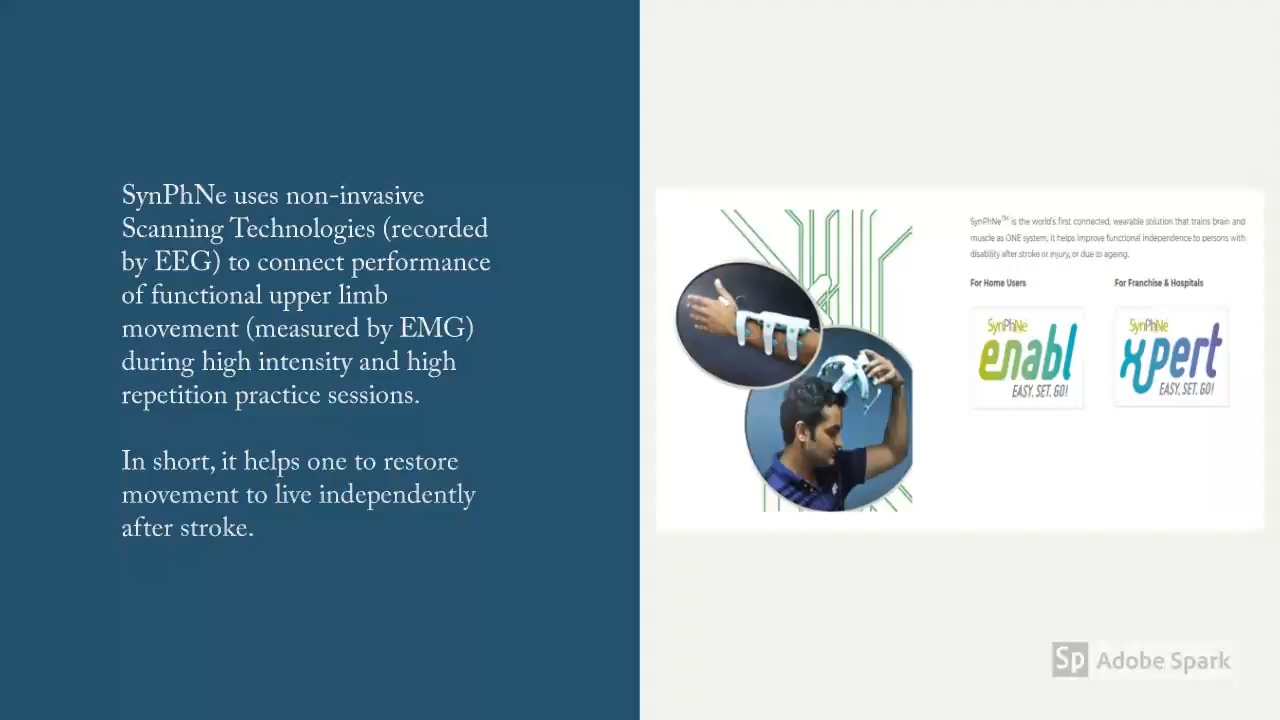 SynPhNe uses non-invasive
Scanning Technologies (recorded
by EEG) to connect performance
of functional upper limb
movement (measured by EMG)
during high intensity and high
repetition practice sessions.
In short, it helps one to restore
movement to live independently
after stroke.
SynPhNe™ is the world's first connected, wearable solution that trains brain and
muscle as ONE system. It helps improve functional independence to persons with
disability after stroke or injury, or due to ageing.
For Home Users
For Franchise & Hospitals
SynPhNe
enabl
EASY. SET. GO!
SynPhNe
xpert
EASY. SET. GO!
Sp Adobe Spark